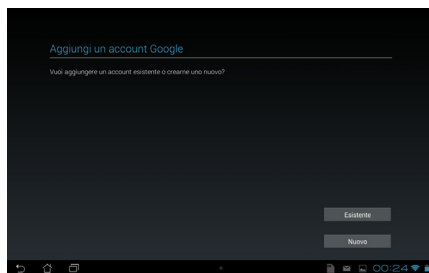 Aggiungi un account Google
Vuoi aggiungere un account esistente o crearne uno nuovo?
Esistente
Nuovo
00:24